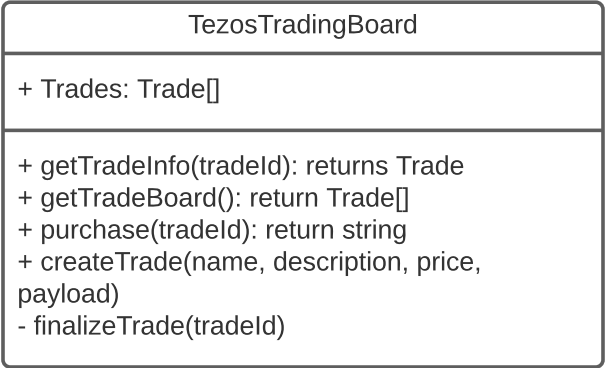 TezosTradingBoard
+ Trades: Trade[]
+ getTradeInfo(tradeId): returns Trade
+ getTradeBoard(): return Trade[]
+ purchase(tradeId): return string
+ createTrade(name, description, price,
payload)
- finalizeTrade(tradeId)